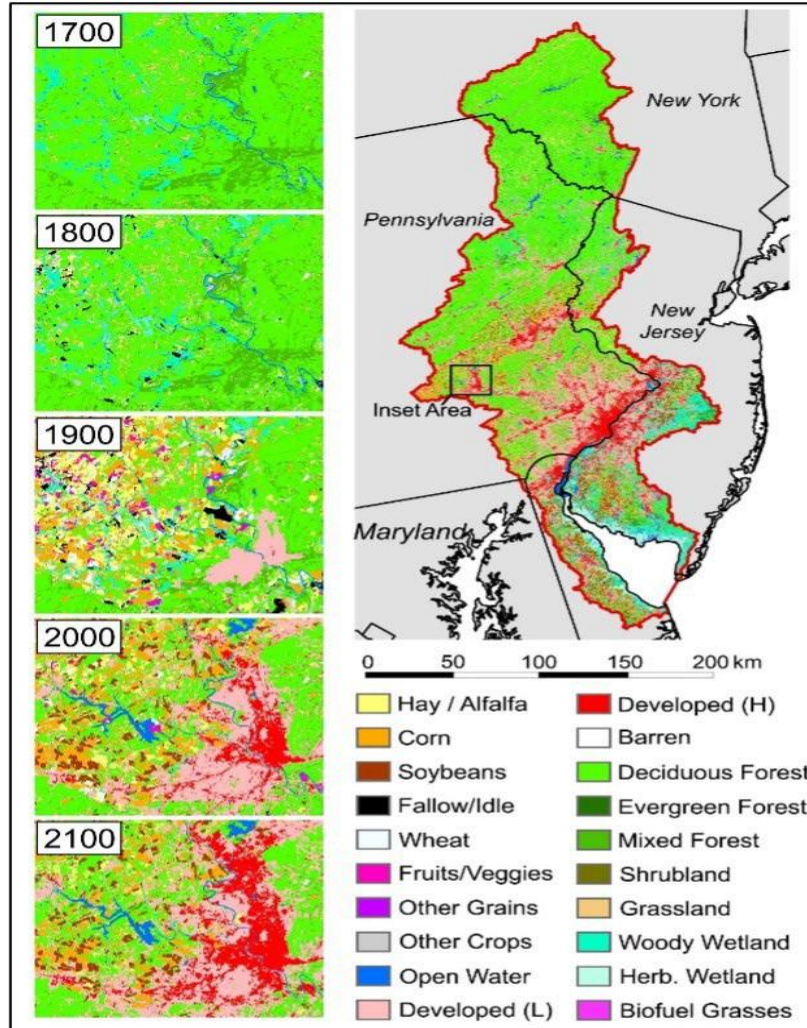 1700
1800
1900
2000
2100
New York
Pennsylvania
New
Jersey
Inset Area
Maryland
0 50 100 150 200 km
Hay / Alfalfa
Corn
Soybeans
Fallow/Idle
Wheat
Fruits/Veggies
Other Grains
Other Crops
Open Water
Developed (L)
Developed (H)
Barren
Deciduous Forest
Evergreen Forest
Mixed Forest
Shrubland
Grassland
Woody Wetland
Herb. Wetland
Biofuel Grasses